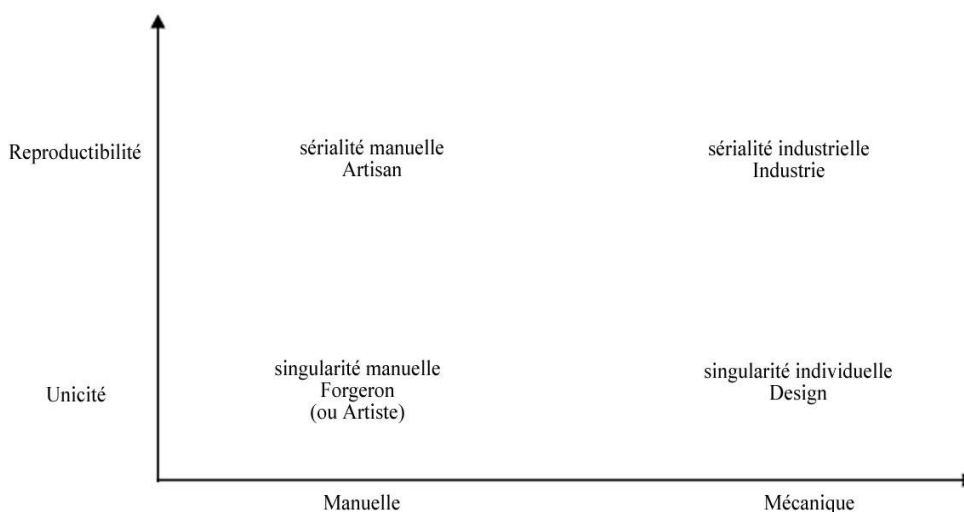 Reproductibilité
sérialité manuelle
Artisan
sérialité industrielle
Industrie
Unicité
singularité manuelle
Forgeron
(ou Artiste)
singularité individuelle
Design
Manuelle
Mécanique